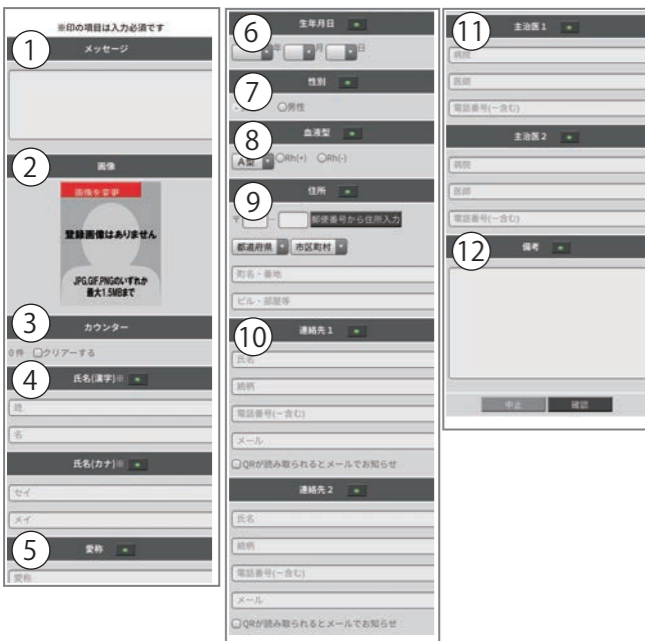 ※印の項目は入力必須です
① メッセージ
② 画像
画像を変更
登録画像はありません
JPG,GIF,PNGのいずれか
最大1.5MBまで
③ カウンター
0 件 クリアーする
④ 氏名(漢字)※
姓
名
氏名(カナ)※
セイ
メイ
⑤ 愛称
愛称
⑥ 生年月日
年 月 日
⑦ 性別
男性
⑧ 血液型
A型 Rh(+) Rh(-)
⑨ 住所
〒 - 郵便番号から住所入力
都道府県 市区町村
町名・番地
ビル・部屋等
⑩ 連絡先1
氏名
続柄
電話番号(-含む)
メール
QRが読み取られるとメールでお知らせ
連絡先2
氏名
続柄
電話番号(-含む)
メール
QRが読み取られるとメールでお知らせ
⑪ 主治医1
病院
医師
電話番号(-含む)
主治医2
病院
医師
電話番号(-含む)
⑫ 備考
中止 確認